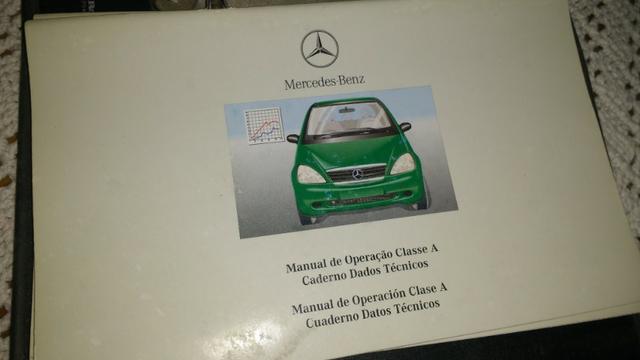 Mercedes-Benz
Manual de Operação Classe A
Caderno Dados Técnicos
Manual de Operación Clase A
Cuaderno Datos Técnicos